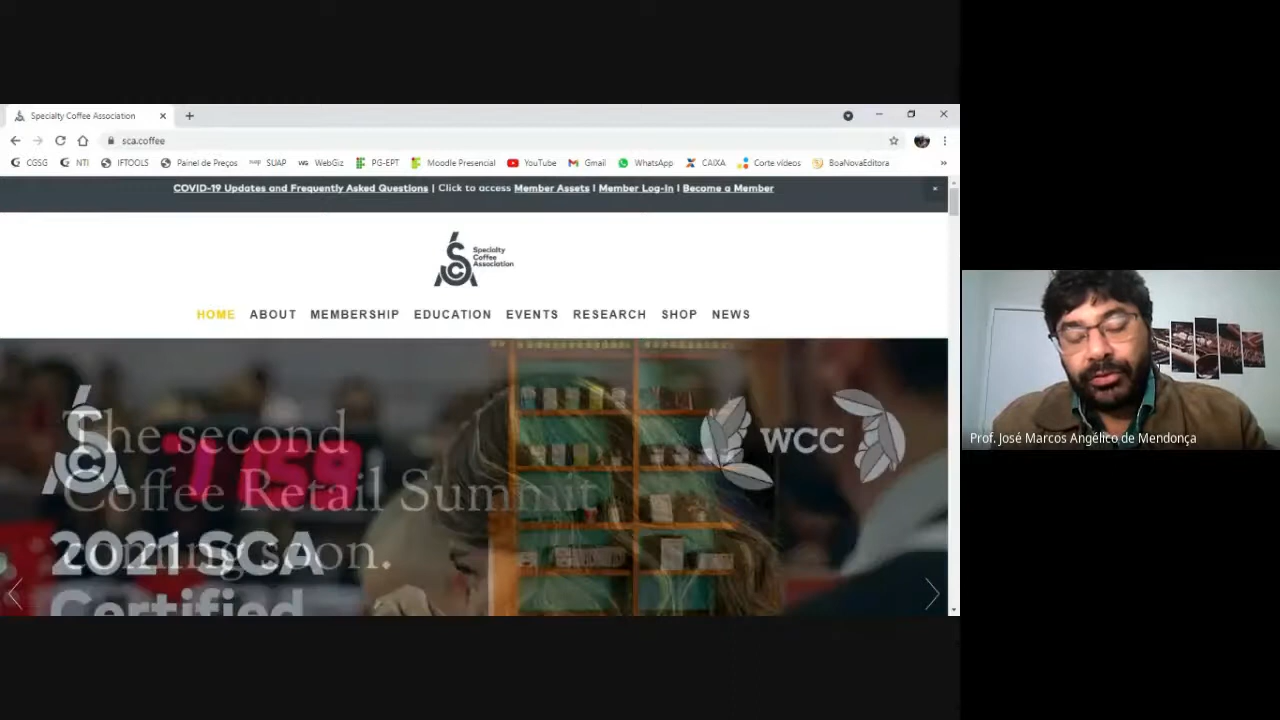 Specialty Coffee Association
sca.coffee
CGSG NTI IFTOOLS Painel de Preços SUAP WebGiz PG-EPT Moodle Presencial YouTube Gmail WhatsApp CAIXA Corte vídeos BoaNovaEditora
COVID-19 Updates and Frequently Asked Questions | Click to access Member Assets | Member Log-In | Become a Member
Specialty
Coffee
Association
HOME ABOUT MEMBERSHIP EDUCATION EVENTS RESEARCH SHOP NEWS
The second
Coffee Retail Summit
coming soon.
WCC
2021 SCA
Certified
Prof. José Marcos Angélico de Mendonça